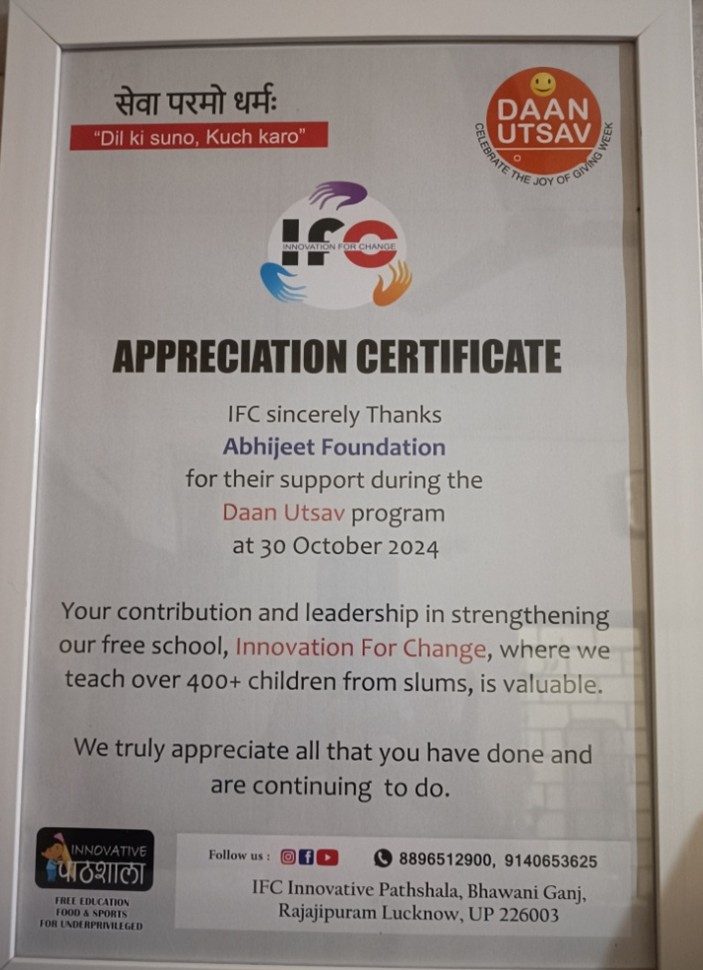 सेवा परमो धर्मः
"Dil ki suno, Kuch karo"
DAAN
UTSAV
CELEBRATE THE JOY OF GIVING WEEK
IFC
INNOVATION FOR CHANGE
APPRECIATION CERTIFICATE
IFC sincerely Thanks
Abhijeet Foundation
for their support during the
Daan Utsav program
at 30 October 2024
Your contribution and leadership in strengthening
our free school, Innovation For Change, where we
teach over 400+ children from slums, is valuable.
We truly appreciate all that you have done and
are continuing to do.
INNOVATIVE
पाठशाला
FREE EDUCATION
FOOD & SPORTS
FOR UNDERPRIVILEGED
Follow us : 8896512900, 9140653625
IFC Innovative Pathshala, Bhawani Ganj,
Rajajipuram Lucknow, UP 226003